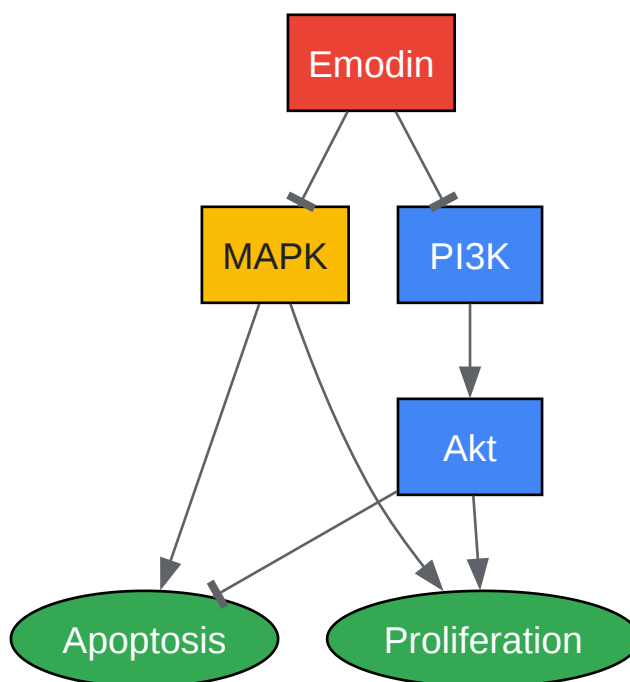 Emodin
MAPK
PI3K
Akt
Apoptosis
Proliferation